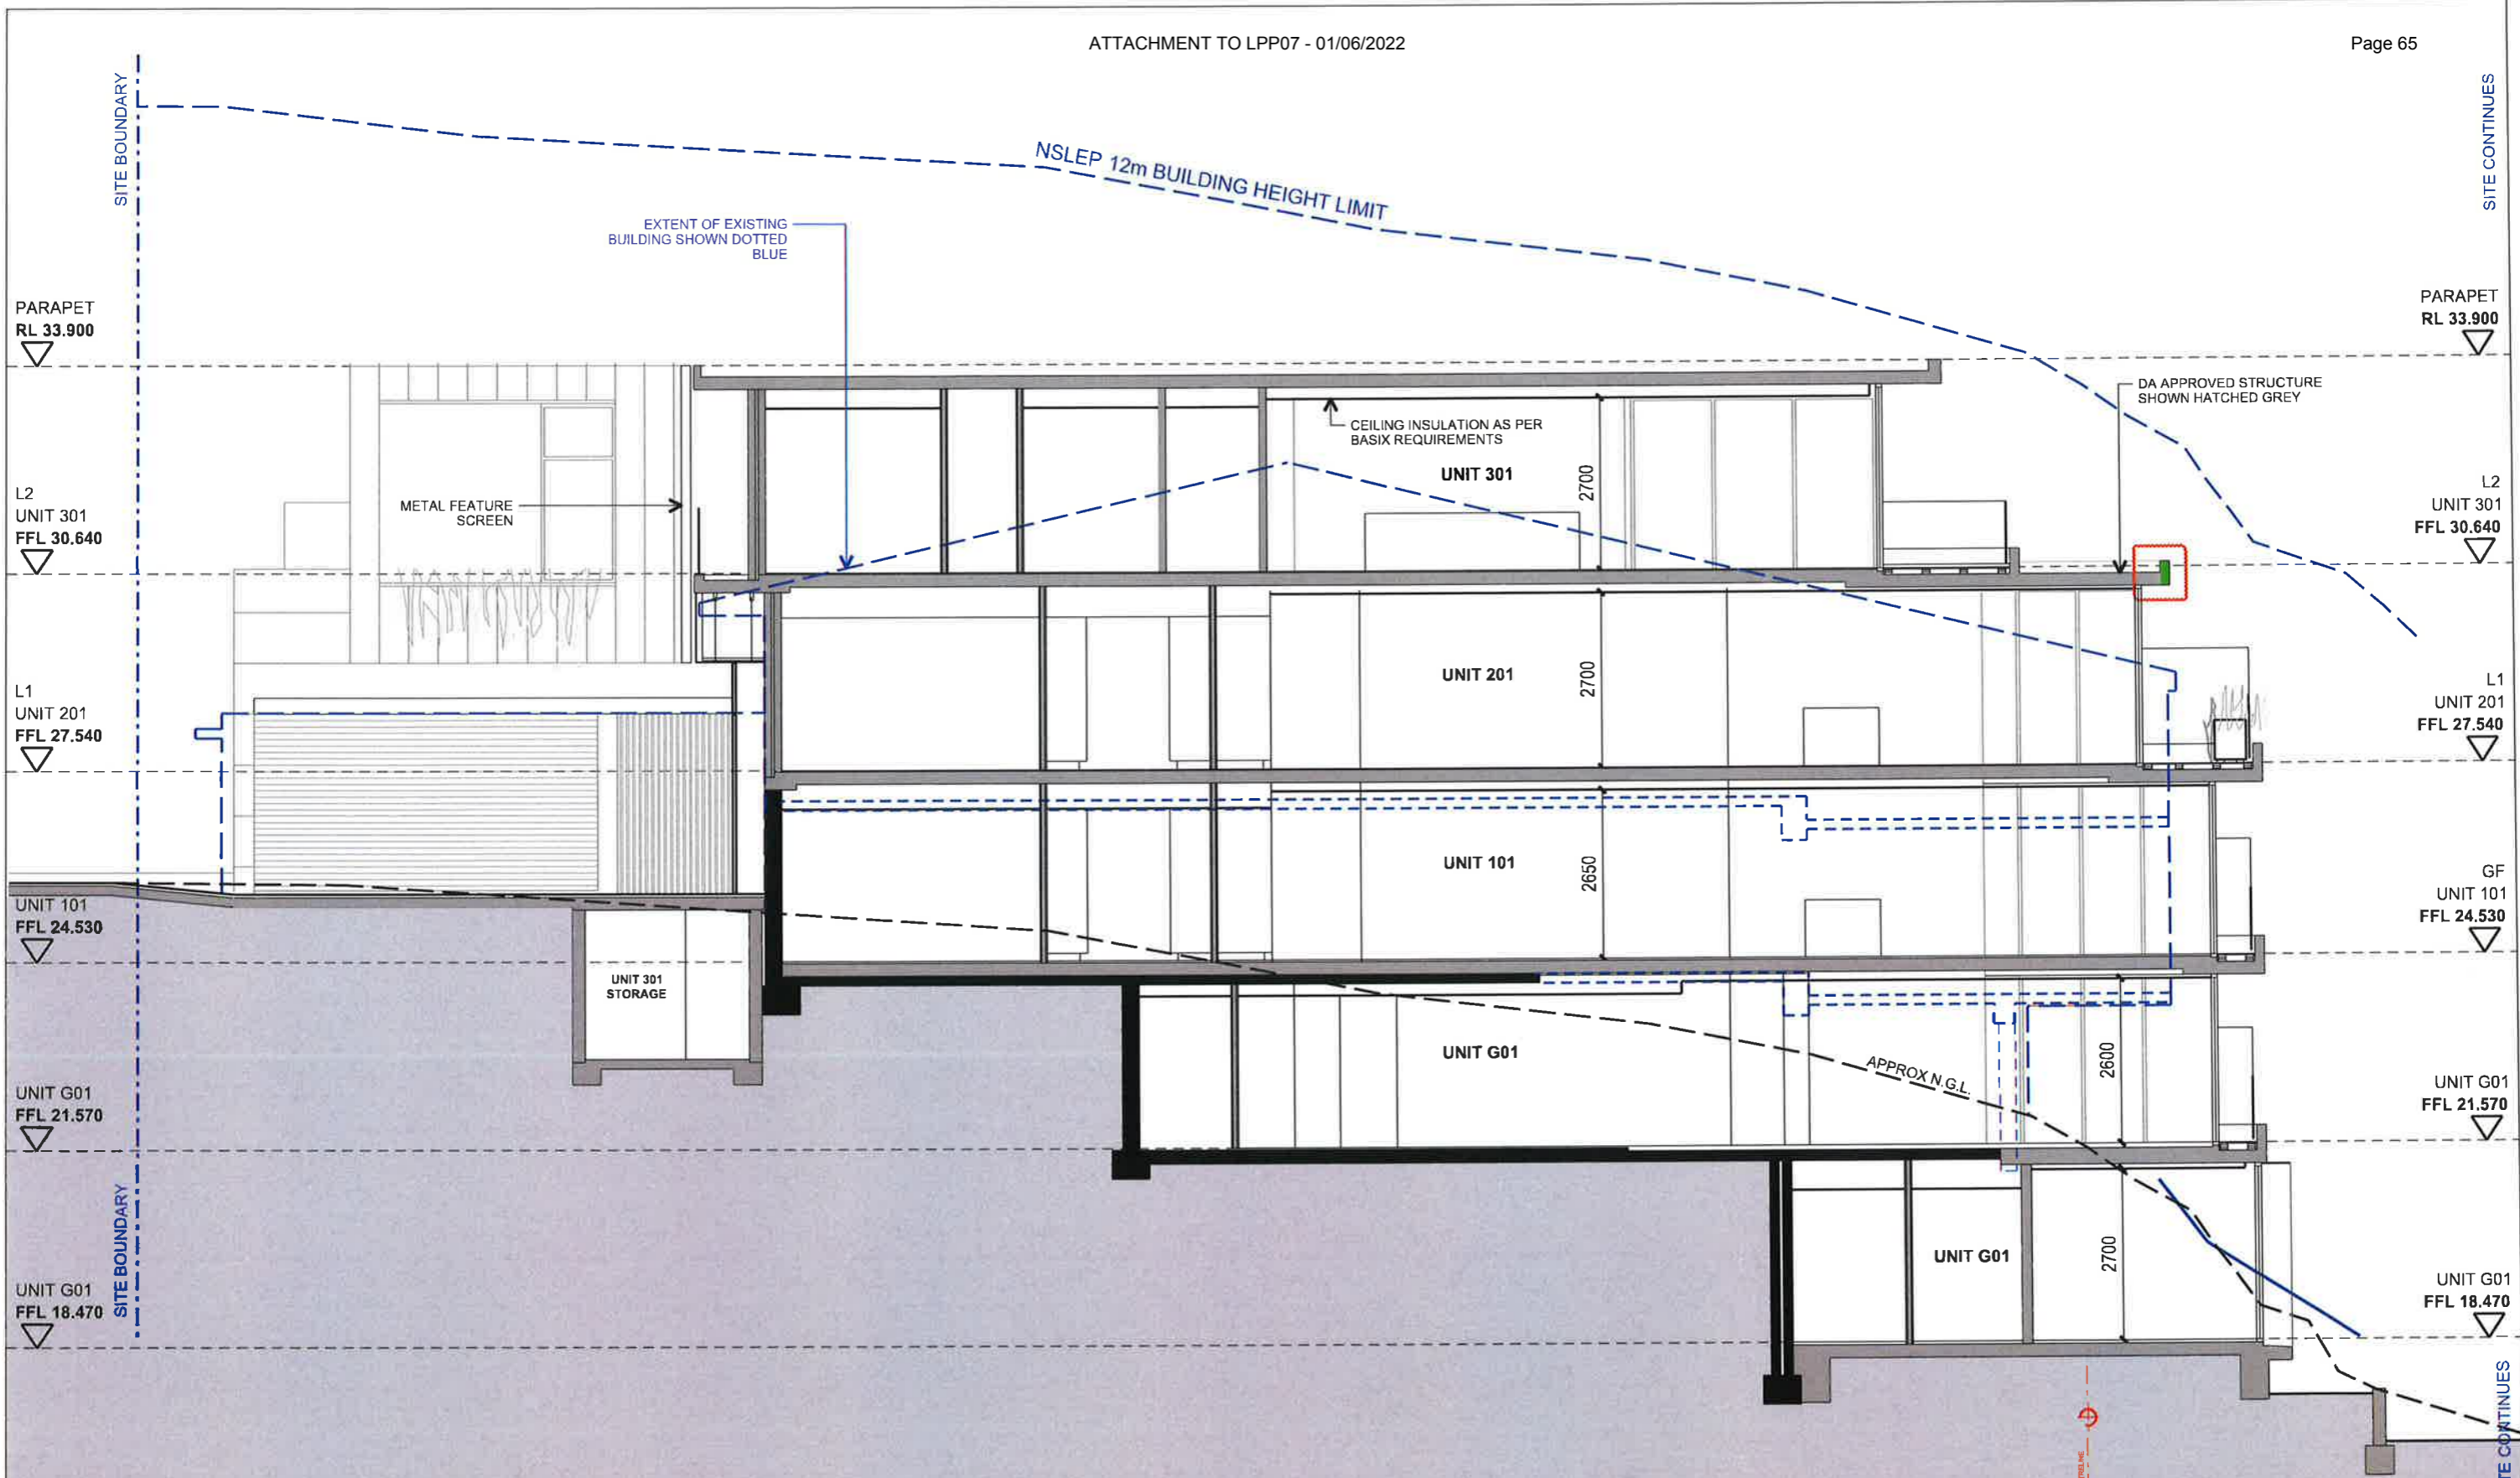 ATTACHMENT TO LPP07 - 01/06/2022
Page 65
SITE BOUNDARY
NSLEP 12m BUILDING HEIGHT LIMIT
SITE CONTINUES
EXTENT OF EXISTING
BUILDING SHOWN DOTTED
BLUE
PARAPET
RL 33.900
PARAPET
RL 33.900
DA APPROVED STRUCTURE
SHOWN HATCHED GREY
CEILING INSULATION AS PER
BASIX REQUIREMENTS
UNIT 301
2700
METAL FEATURE
SCREEN
L2
UNIT 301
FFL 30.640
L2
UNIT 301
FFL 30.640
UNIT 201
2700
L1
UNIT 201
FFL 27.540
L1
UNIT 201
FFL 27.540
UNIT 101
2650
UNIT 101
FFL 24.530
GF
UNIT 101
FFL 24.530
UNIT 301
STORAGE
UNIT G01
2600
APPROX N.G.L.
UNIT G01
FFL 21.570
UNIT G01
FFL 21.570
SITE BOUNDARY
UNIT G01
2700
UNIT G01
FFL 18.470
UNIT G01
FFL 18.470
TE CONTINUES